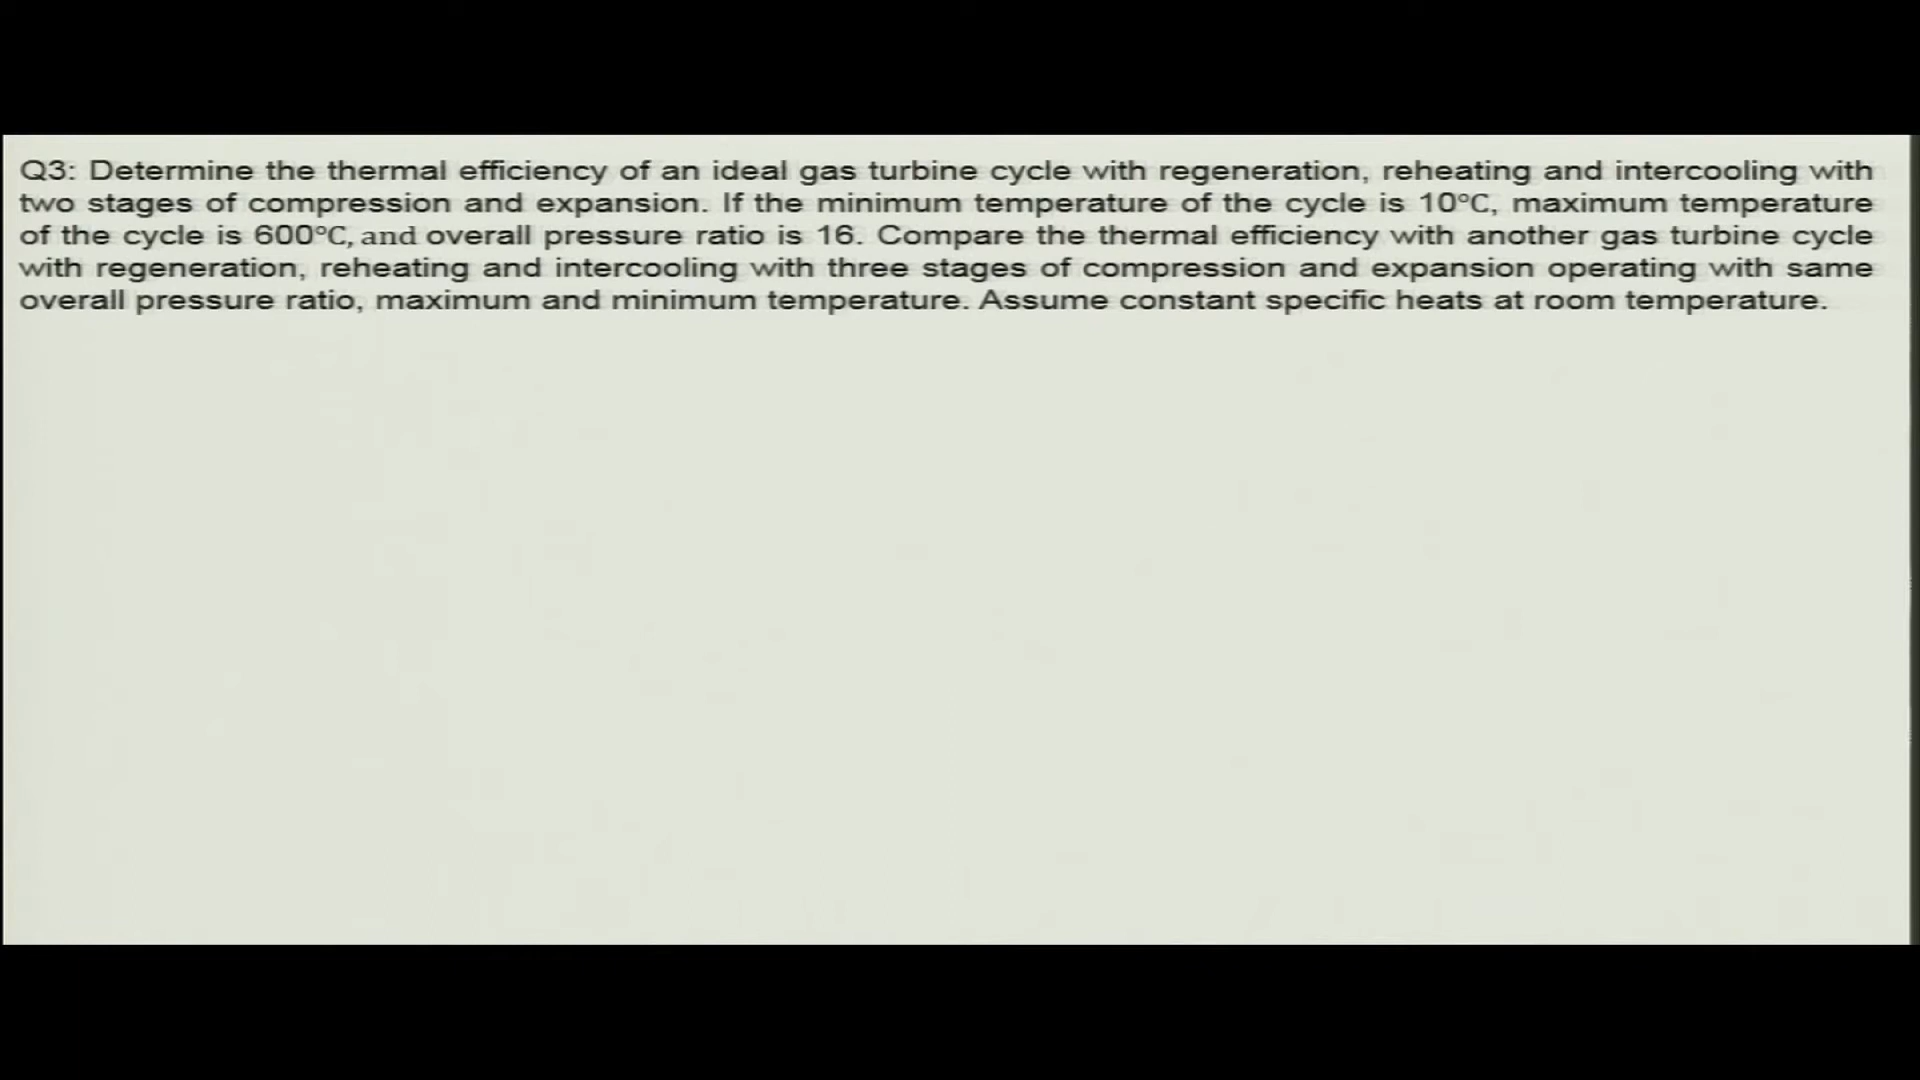 Q3: Determine the thermal efficiency of an ideal gas turbine cycle with regeneration, reheating and intercooling with
two stages of compression and expansion. If the minimum temperature of the cycle is 10°C, maximum temperature
of the cycle is 600°C, and overall pressure ratio is 16. Compare the thermal efficiency with another gas turbine cycle
with regeneration, reheating and intercooling with three stages of compression and expansion operating with same
overall pressure ratio, maximum and minimum temperature. Assume constant specific heats at room temperature.